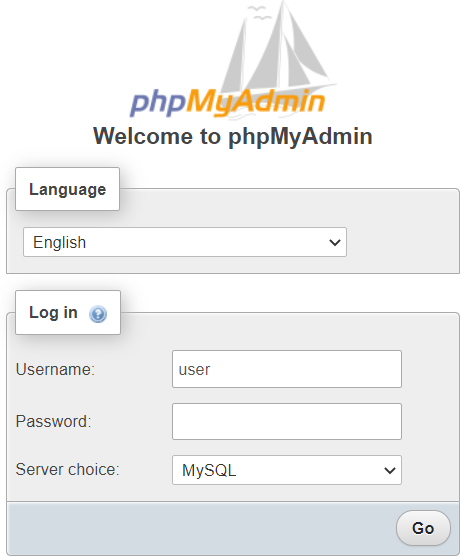 phpMyAdmin
Welcome to phpMyAdmin
Language
English
Log in ?
Username: user
Password:
Server choice: MySQL
Go